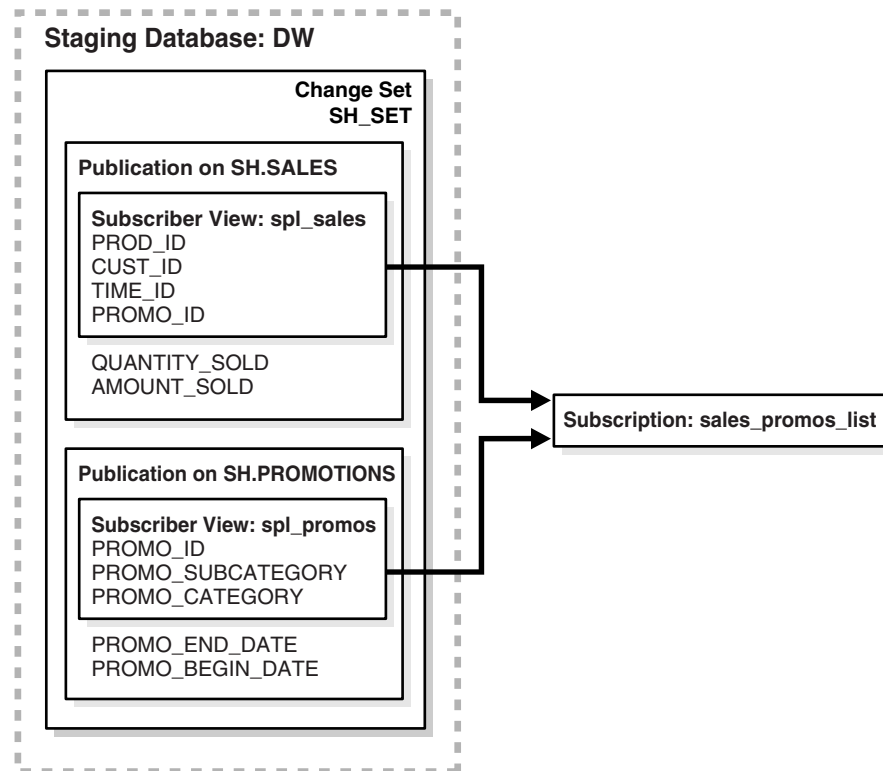 Staging Database: DW
Change Set
SH_SET
Publication on SH.SALES
Subscriber View: spl_sales
PROD_ID
CUST_ID
TIME_ID
PROMO_ID
QUANTITY_SOLD
AMOUNT_SOLD
Subscription: sales_promos_list
Publication on SH.PROMOTIONS
Subscriber View: spl_promos
PROMO_ID
PROMO_SUBCATEGORY
PROMO_CATEGORY
PROMO_END_DATE
PROMO_BEGIN_DATE